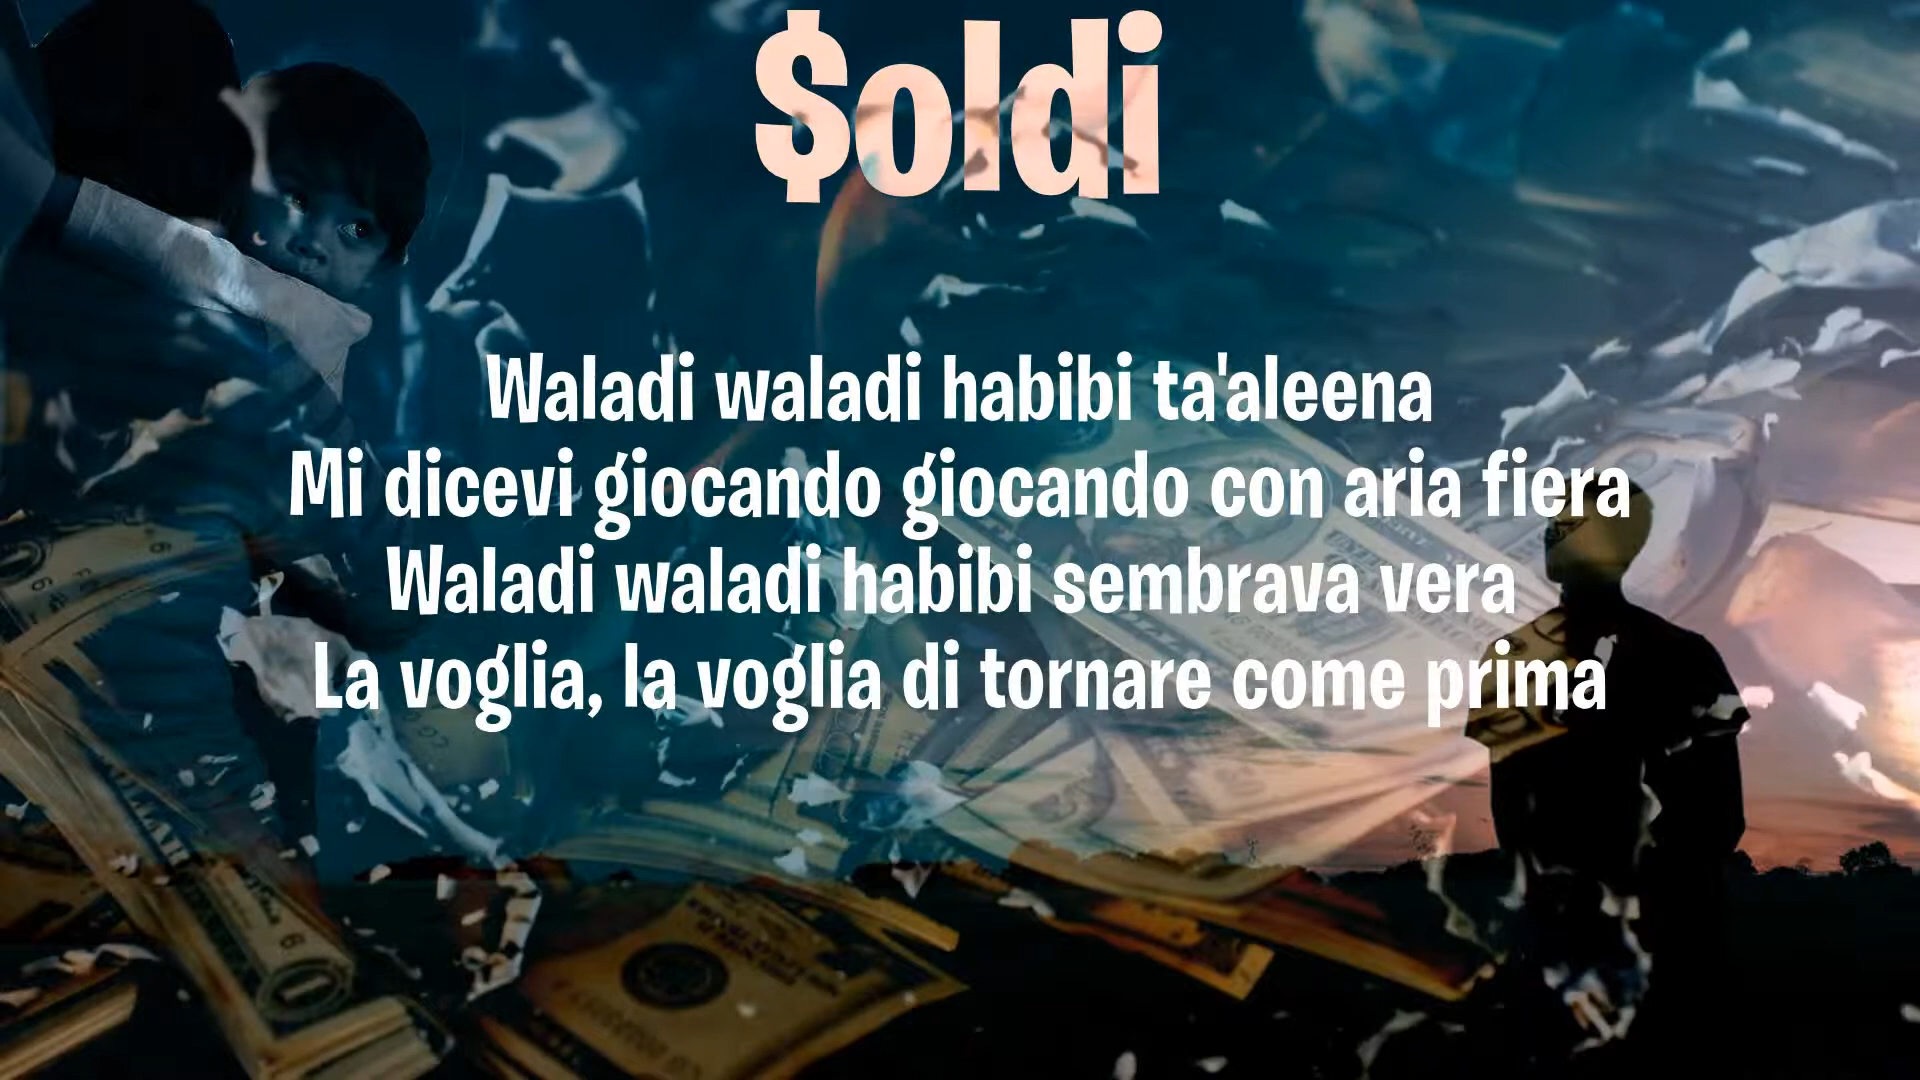 $oldi
Waladi waladi habibi ta'aleena
Mi dicevi giocando giocando con aria fiera
Waladi waladi habibi sembrava vera
La voglia, la voglia di tornare come prima